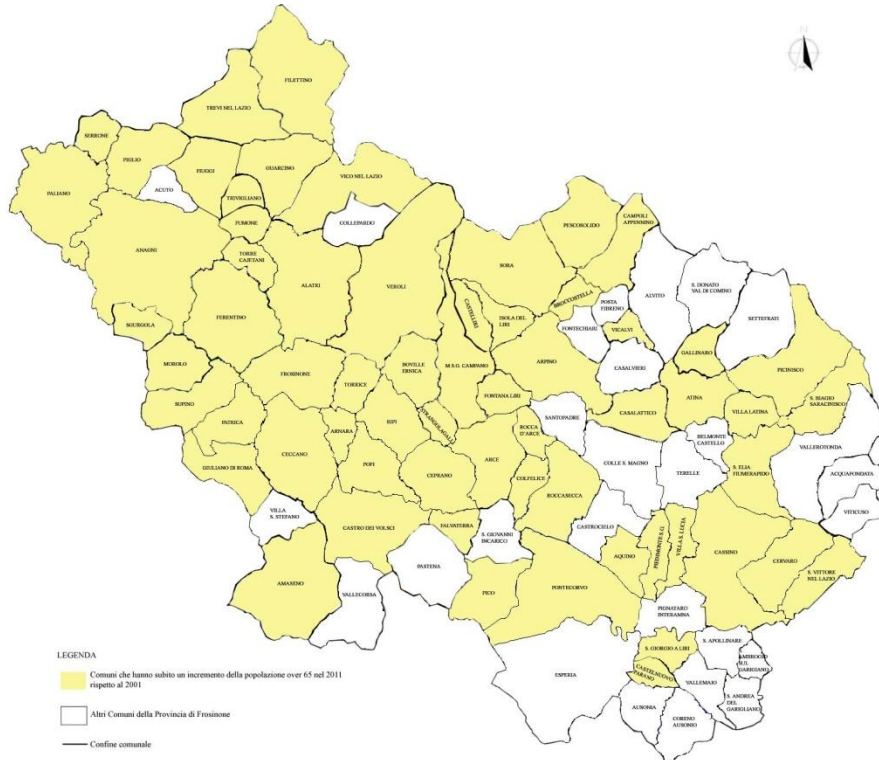 N
FILETTINO
TREVI NEL LAZIO
SERRONE
PIGLIO
FIUGGI
GUARCINO
VICO NEL LAZIO
PALIANO
ACUTO
TREVIGLIANO
COLLEPARDO
FUMONE
ANAGNI
TORRE
CAJETANI
ALATRI
VEROLI
SORA
PESCOROLIDO
CAMPOLI
APPENNINO
ALVITO
S. DONATO
VAL DI COMINO
SETTEFRATI
BROCCOSTELLA
POSTA
FIBRENO
SGURGOLA
FERENTINO
CASTELLIRI
ISOLA DEL
LIRI
FONTECHIARI
VICALVI
GALLINARO
MOROLO
FROSINONE
TORRICE
BOVILLE
ERNICA
M.S.G. CAMPANO
ARPINO
CASALVIERI
PICINISCO
SUPINO
FONTANA LIRI
CASALATTICO
ATINA
VILLA LATINA
S. BIAGIO
SARACINISCO
PATRICA
CECCANO
ARNARA
RIPI
STRANGOLAGALLI
ROCCA
D'ARCE
SANTOPADRE
BELMONTE
CASTELLO
VALLEROTONDA
GIULIANO DI ROMA
POFI
CEPRANO
ARCE
COLFELICE
COLLE S. MAGNO
TERELLE
S. ELIA
FIUMERAPIDO
ACQUAFONDATA
VITICUSO
ROCCASECCA
VILLA
S. STEFANO
CASTRO DEI VOLSCI
FALVATERRA
S. GIOVANNI
INCARICO
CASTROCIELO
AQUINO
PIEDIMONTE S.G.
VILLA S. LUCIA
CASSINO
CERVARO
S. VITTORE
NEL LAZIO
AMASENO
VALLECORSA
PASTENA
PICO
PONTECORVO
PIGNATARO
INTERAMNA
S. GIORGIO A LIRI
S. APOLLINARE
ESPERIA
CASTELNUOVO
PARANO
VALLEMAIO
S. ANDREA
DEL
GARIGLIANO
AUSONIA
CORENO
AUSONIO
LEGENDA
Comuni che hanno subito un incremento della popolazione over 65 nel 2011
rispetto al 2001
Altri Comuni della Provincia di Frosinone
Confine comunale